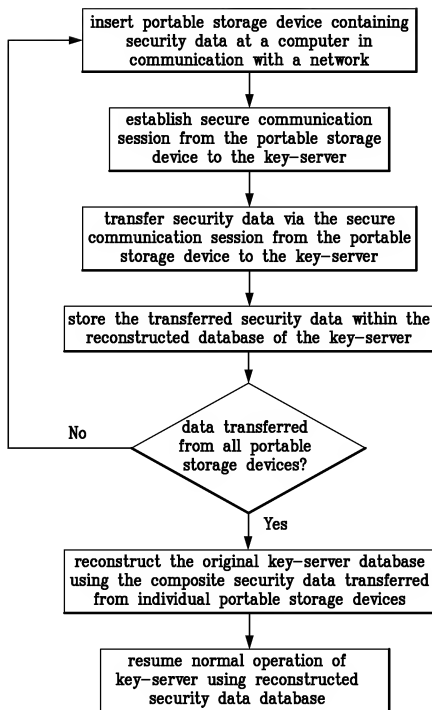 insert portable storage device containing
security data at a computer in
communication with a network
establish secure communication
session from the portable storage
device to the key-server
transfer security data via the secure
communication session from the portable
storage device to the key-server
store the transferred security data within the
reconstructed database of the key-server
No
data transferred
from all portable
storage devices?
Yes
reconstruct the original key-server database
using the composite security data transferred
from individual portable storage devices
resume normal operation of
key-server using reconstructed
security data database